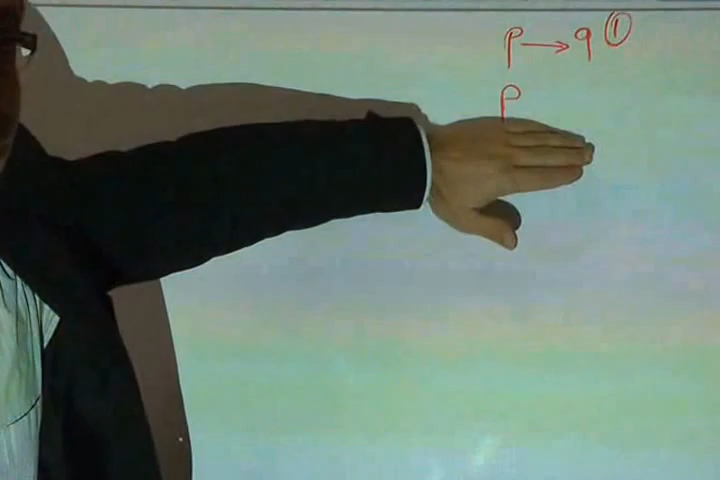 p → q ①
p